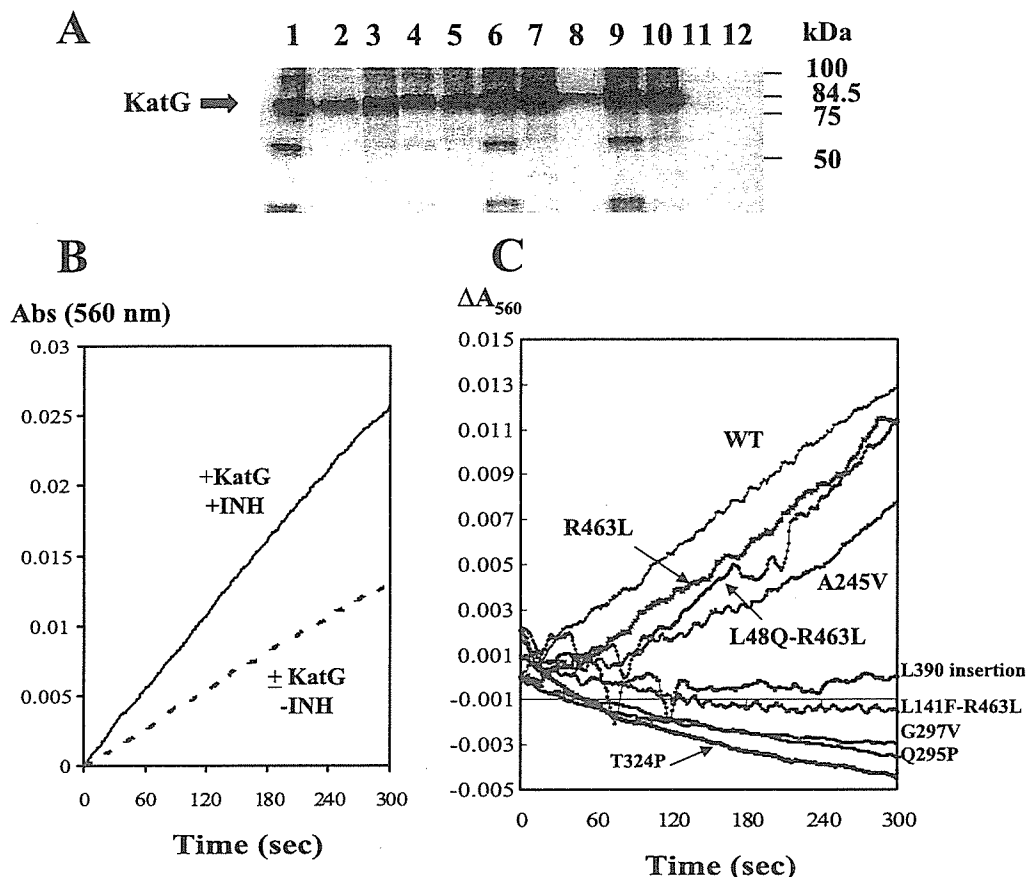 A
1 2 3 4 5 6 7 8 9 10 11 12 kDa
100
KatG
84.5
75
50
B
Abs (560 nm)
0.03
0.025
0.02
0.015
0.01
0.005
0
+KatG
+INH
± KatG
-INH
0 60 120 180 240 300
Time (sec)
C
ΔA560
0.015
0.013
0.011
0.009
0.007
0.005
0.003
0.001
-0.001
-0.003
-0.005
WT
R463L
A245V
L48Q-R463L
L390 insertion
L141F-R463L
G297V
Q295P
T324P
0 60 120 180 240 300
Time (sec)